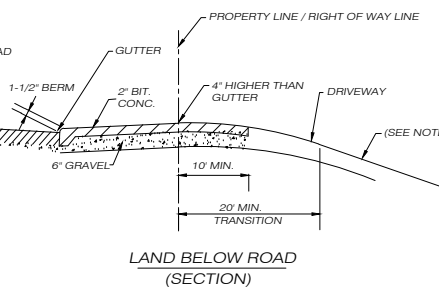 PROPERTY LINE / RIGHT OF WAY LINE
AD
GUTTER
1-1/2" BERM
2" BIT.
CONC.
4" HIGHER THAN
GUTTER
DRIVEWAY
(SEE NOT
6" GRAVEL
10' MIN.
20' MIN.
TRANSITION
LAND BELOW ROAD
(SECTION)